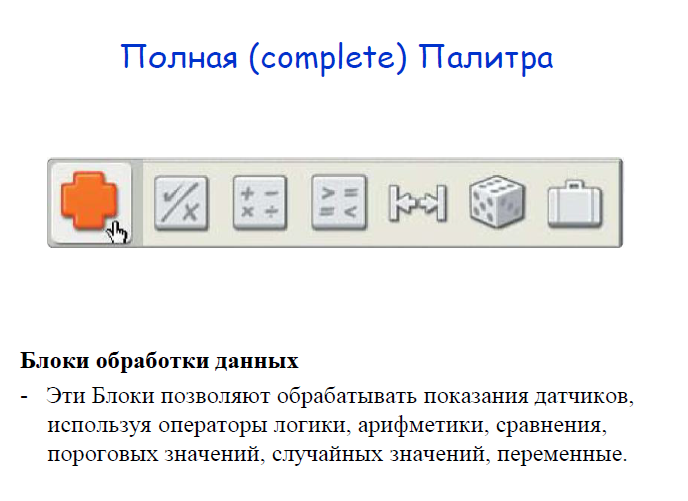 Полная (complete) Палитра
Блоки обработки данных
- Эти Блоки позволяют обрабатывать показания датчиков,
используя операторы логики, арифметики, сравнения,
пороговых значений, случайных значений, переменные.